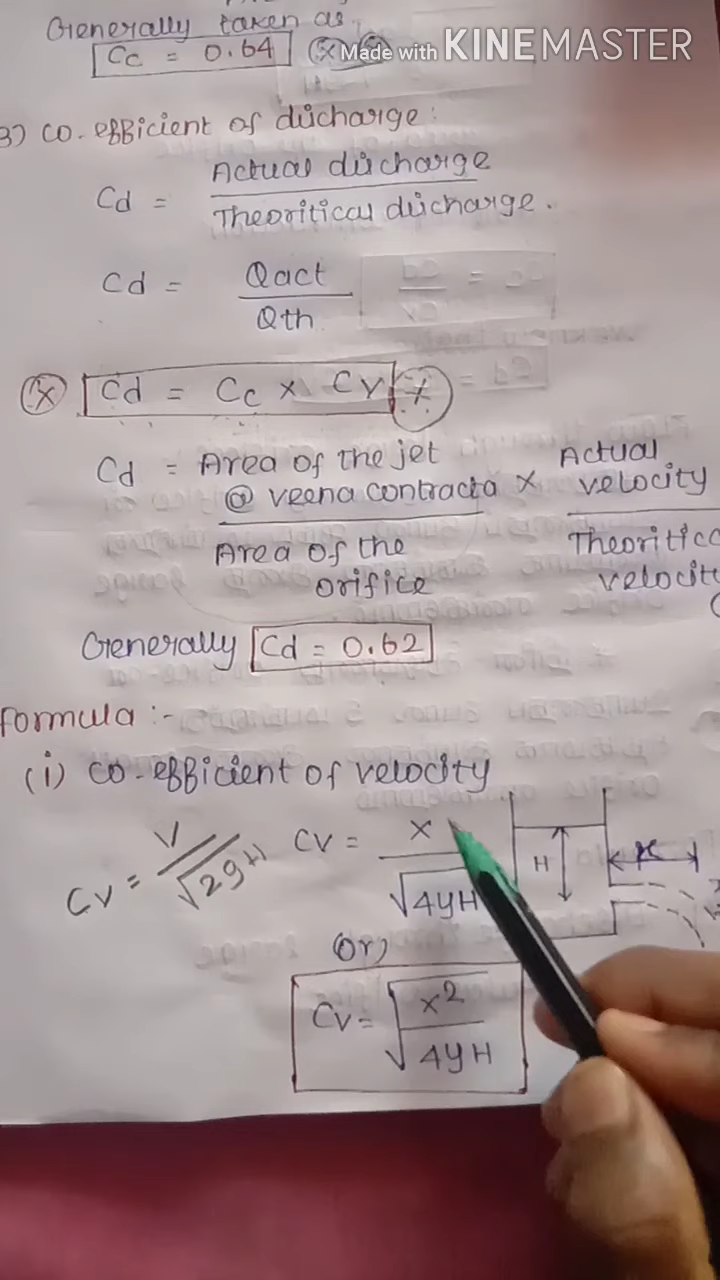 Generally taken as
Cc = 0.64
Made with KINEMASTER
3) co-efficient of discharge:
Cd = Actual discharge
Theoritical discharge.
Cd = Qact
Qth
Cd = Cc x Cv
Cd = Area of the jet
@ veena contracta x Actual velocity
Area of the orifice
Theoritic
velocit
Generally Cd = 0.62
Formula :-
(i) co-efficient of velocity
Cv = V
√2gH
Cv = x
√4yH
H
x
Or)
Cv = √x²
4yH